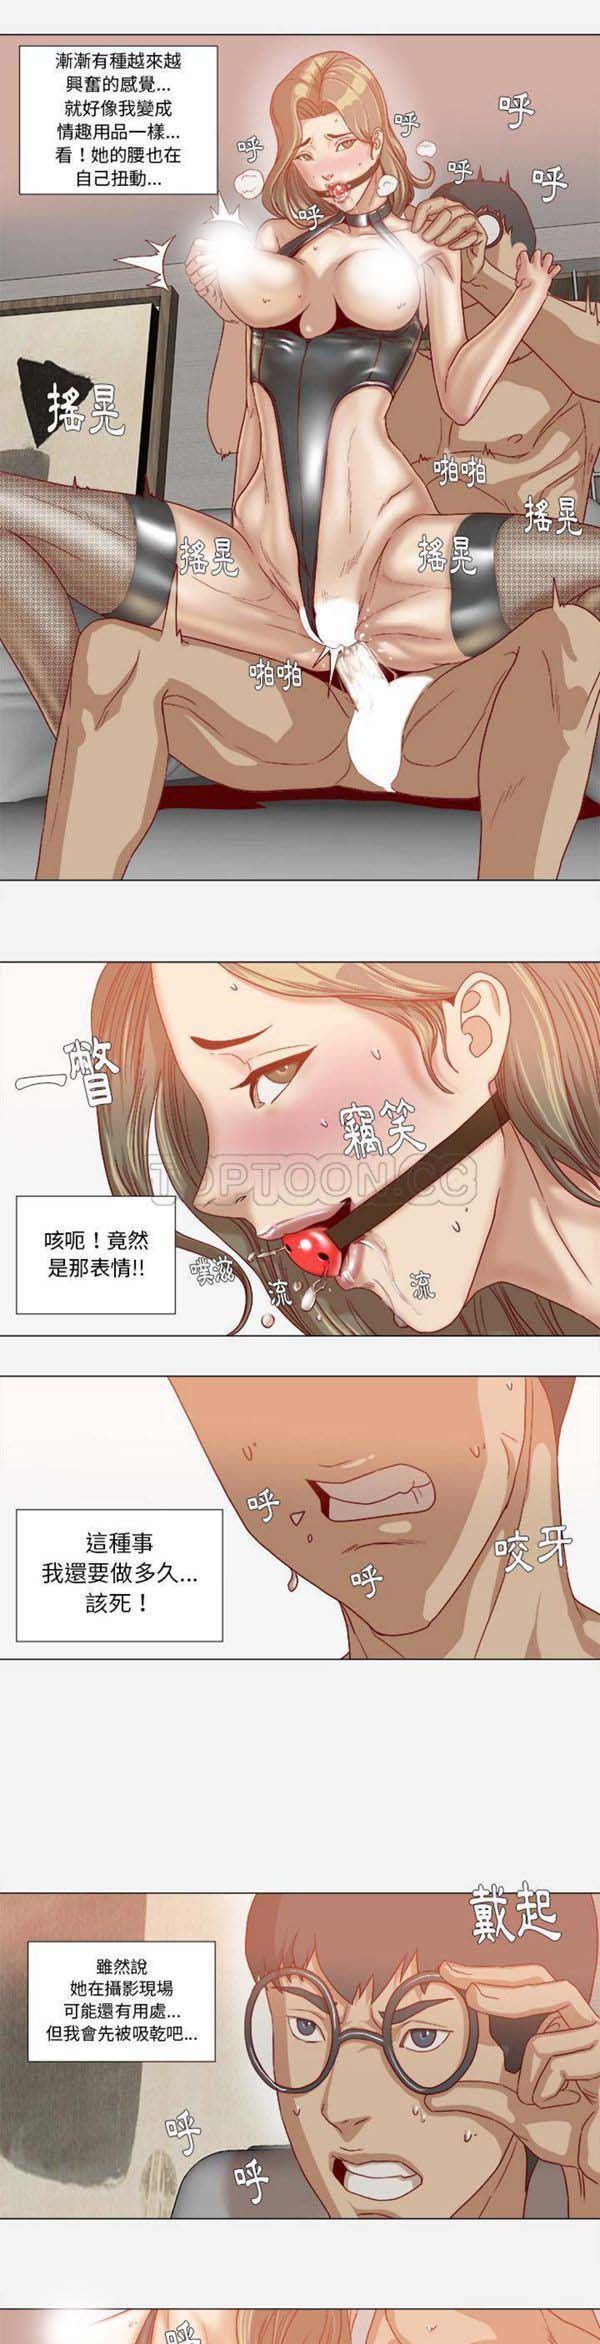 漸漸有種越來越
興奮的感覺...
就好像我變成
情趣用品一樣...
看！她的腰也在
自己扭動...
呼
呼
呼
呼
呼
搖晃
啪啪
搖晃
搖晃
搖晃
啪啪
一瞥
竊笑
TOPTOON.CC
咳呃！竟然
是那表情!!
噗滋
流
流
呼
這種事
我還要做多久...
該死！
咬牙
呼
戴起
雖然說
她在攝影現場
可能還有用處...
但我會先被吸乾吧...
呼
呼